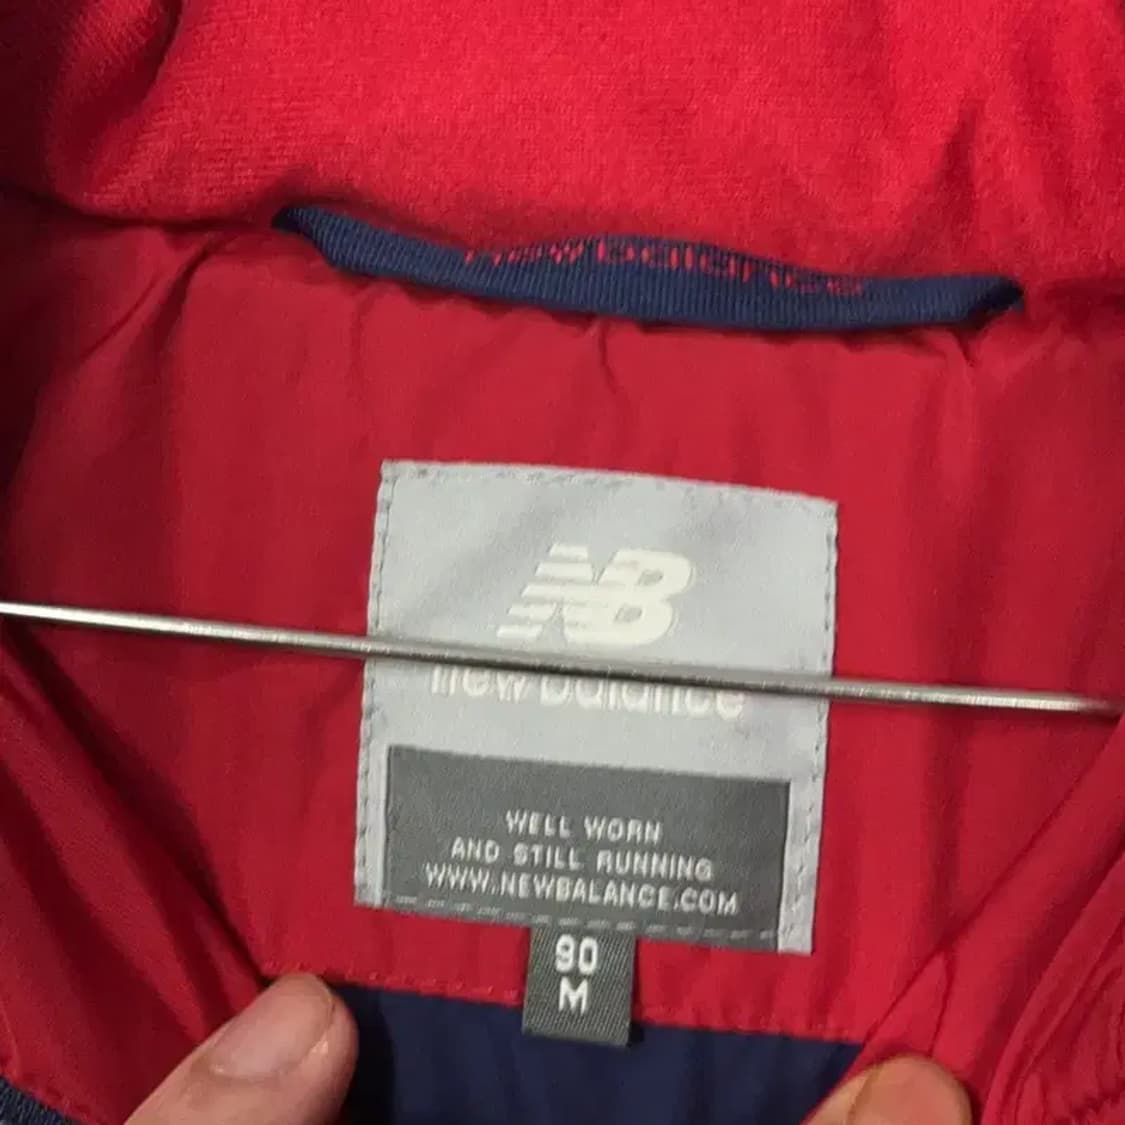 new balance
NB
new balance
WELL WORN
AND STILL RUNNING
WWW.NEWBALANCE.COM
90
M